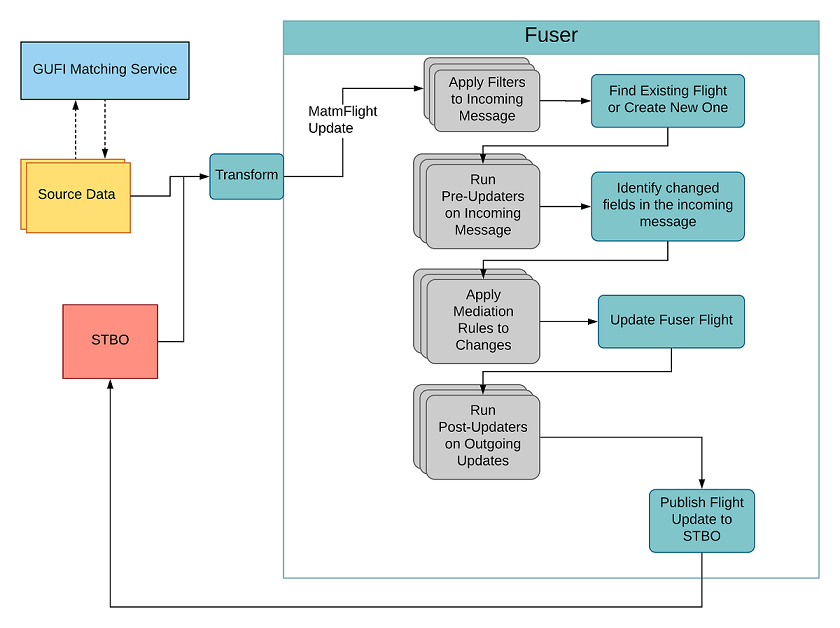 Fuser
GUFI Matching Service
Source Data
Transform
STBO
MatmFlight
Update
Apply Filters
to Incoming
Message
Find Existing Flight
or Create New One
Run
Pre-Updaters
on Incoming
Message
Identify changed
fields in the incoming
message
Apply
Mediation
Rules to
Changes
Update Fuser Flight
Run
Post-Updaters
on Outgoing
Updates
Publish Flight
Update to
STBO